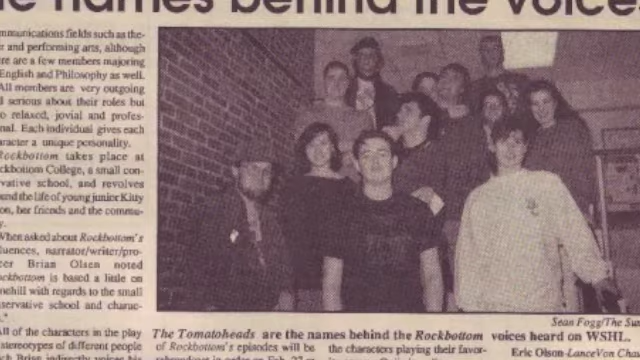 names behind the voices
mmunications fields such as the-
r and performing arts, although
re are a few members majoring
English and Philosophy as well.
All members are very outgoing
serious about their roles but
o relaxed, jovial and profes-
nal. Each individual gives each
aracter a unique personality.
Rockbottom takes place at
ckbottom College, a small con-
vative school, and revolves
und the life of young junior Kitty
on, her friends and the commu-
y.
When asked about Rockbottom's
luences, narrator/writer/pro-
cer Brian Olsen noted
ockbottom is based a little on
nehill with regards to the small
servative school and charac-
."
All of the characters in the play
stereotypes of different people
Sean Fogg/The Su
The Tomatoheads are the names behind the Rockbottom voices heard on WSHL.
of Rockbottom's episodes will be
the characters playing their favor-
Eric Olson-LanceVon Cha